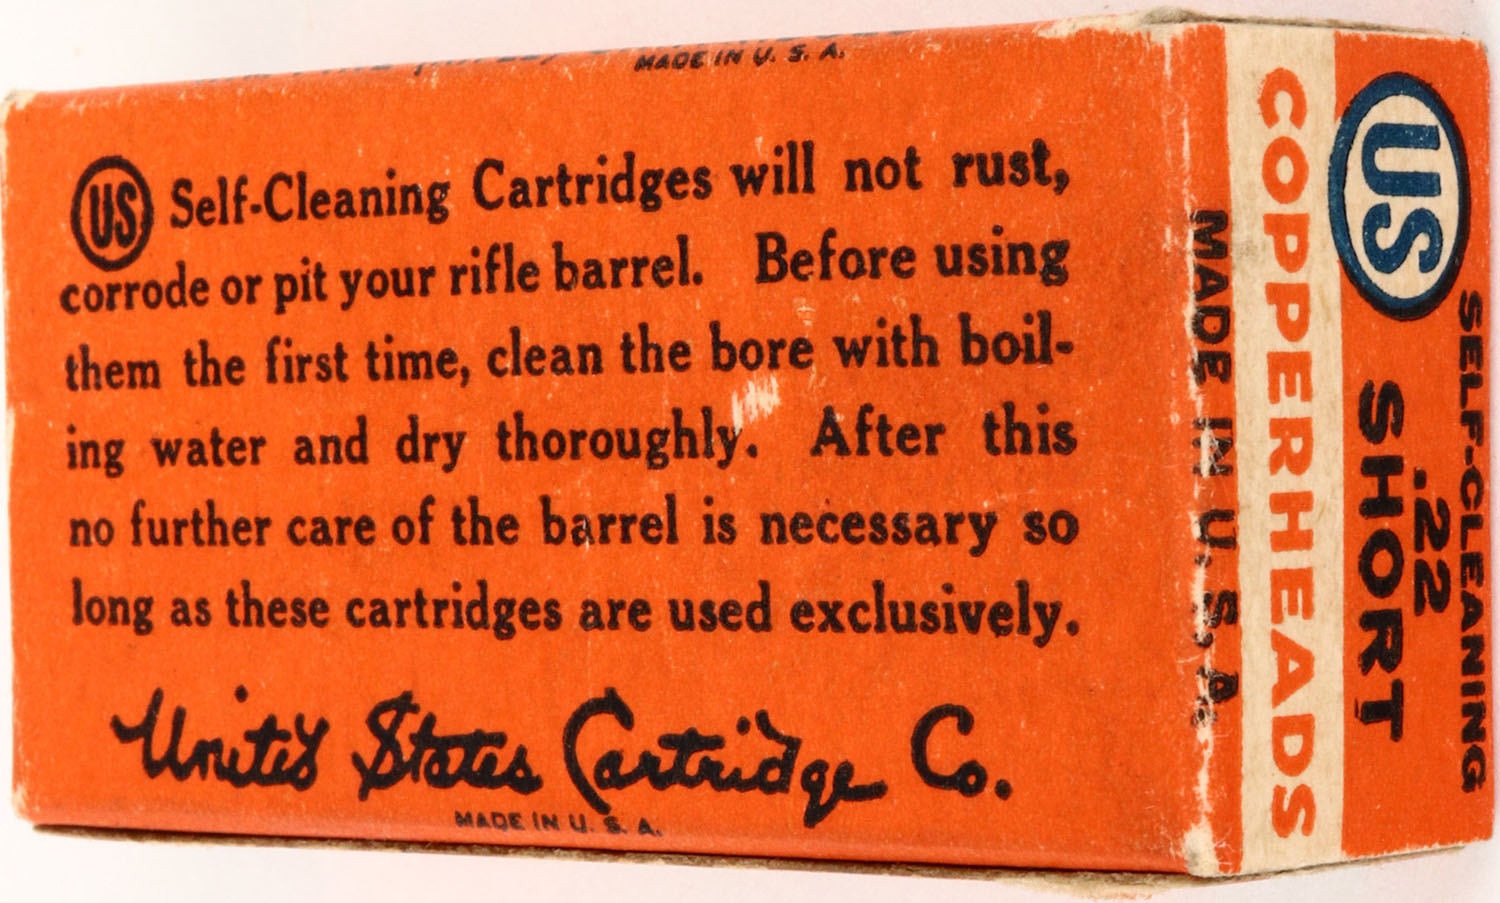 MADE IN U. S. A.
US Self-Cleaning Cartridges will not rust,
corrode or pit your rifle barrel. Before using
them the first time, clean the bore with boil-
ing water and dry thoroughly. After this
no further care of the barrel is necessary so
long as these cartridges are used exclusively.
United States Cartridge Co.
MADE IN U. S. A.
MADE IN U. S. A.
COPPERHEADS
US
SHORT
.22
SELF-CLEANING